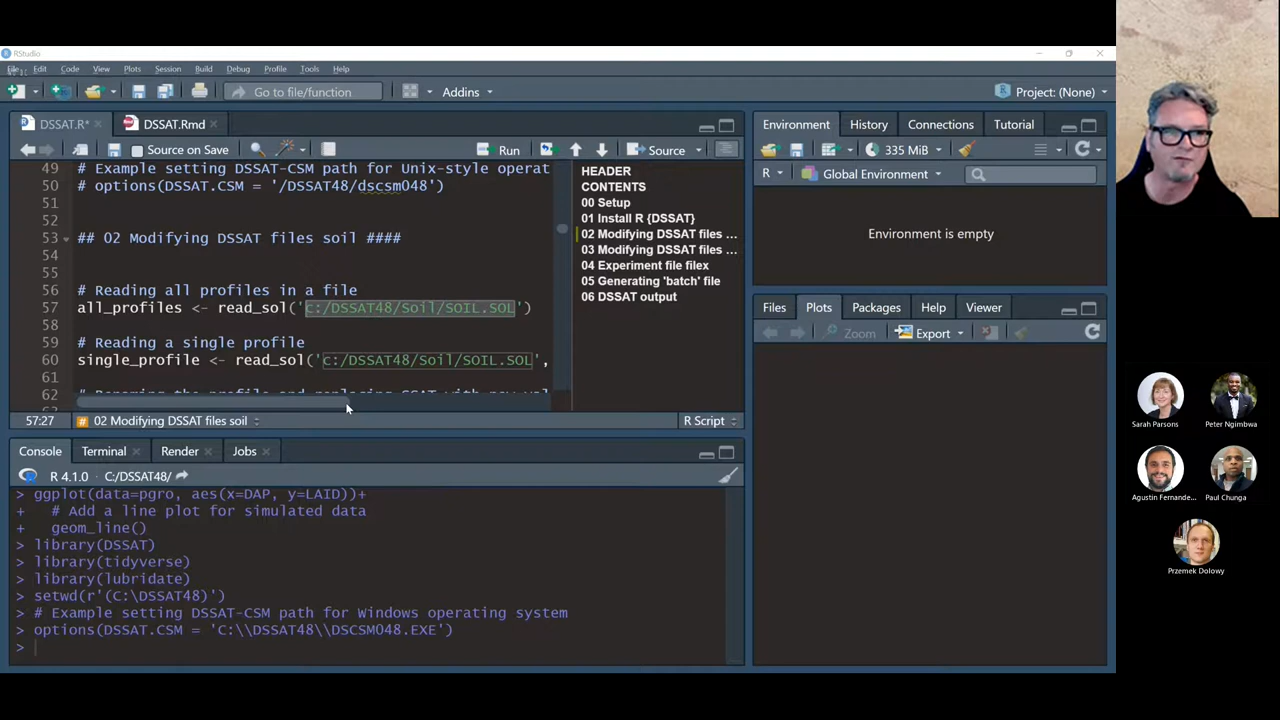 RStudio
File Edit Code View Plots Session Build Debug Profile Tools Help
Go to file/function
Addins
Project: (None)
DSSAT.R*
DSSAT.Rmd
Source on Save
Run
Source
49 # Example setting DSSAT-CSM path for Unix-style operat
50 # options(DSSAT.CSM = '/DSSAT48/dscsm048')
51
52
53 ## 02 Modifying DSSAT files soil ####
54
55
56 # Reading all profiles in a file
57 all_profiles <- read_sol('c:/DSSAT48/Soil/SOIL.SOL')
58
59 # Reading a single profile
60 single_profile <- read_sol('c:/DSSAT48/Soil/SOIL.SOL',
61
62
HEADER
CONTENTS
00 Setup
01 Install R {DSSAT}
02 Modifying DSSAT files ...
03 Modifying DSSAT files ...
04 Experiment file filex
05 Generating 'batch' file
06 DSSAT output
57:27
02 Modifying DSSAT files soil
R Script
Console
Terminal
Render
Jobs
R 4.1.0 · C:/DSSAT48/
> ggplot(data=pgro, aes(x=DAP, y=LAID))+
+ # Add a line plot for simulated data
+ geom_line()
> library(DSSAT)
> library(tidyverse)
> library(lubridate)
> setwd(r'(C:\DSSAT48)')
> # Example setting DSSAT-CSM path for Windows operating system
> options(DSSAT.CSM = 'C:\\DSSAT48\\DSCSM048.EXE')
>
Environment
History
Connections
Tutorial
335 MiB
R
Global Environment
Environment is empty
Files
Plots
Packages
Help
Viewer
Zoom
Export
Sarah Parsons
Peter Ngimbwa
Agustin Fernande...
Paul Chunga
Przemek Dolowy